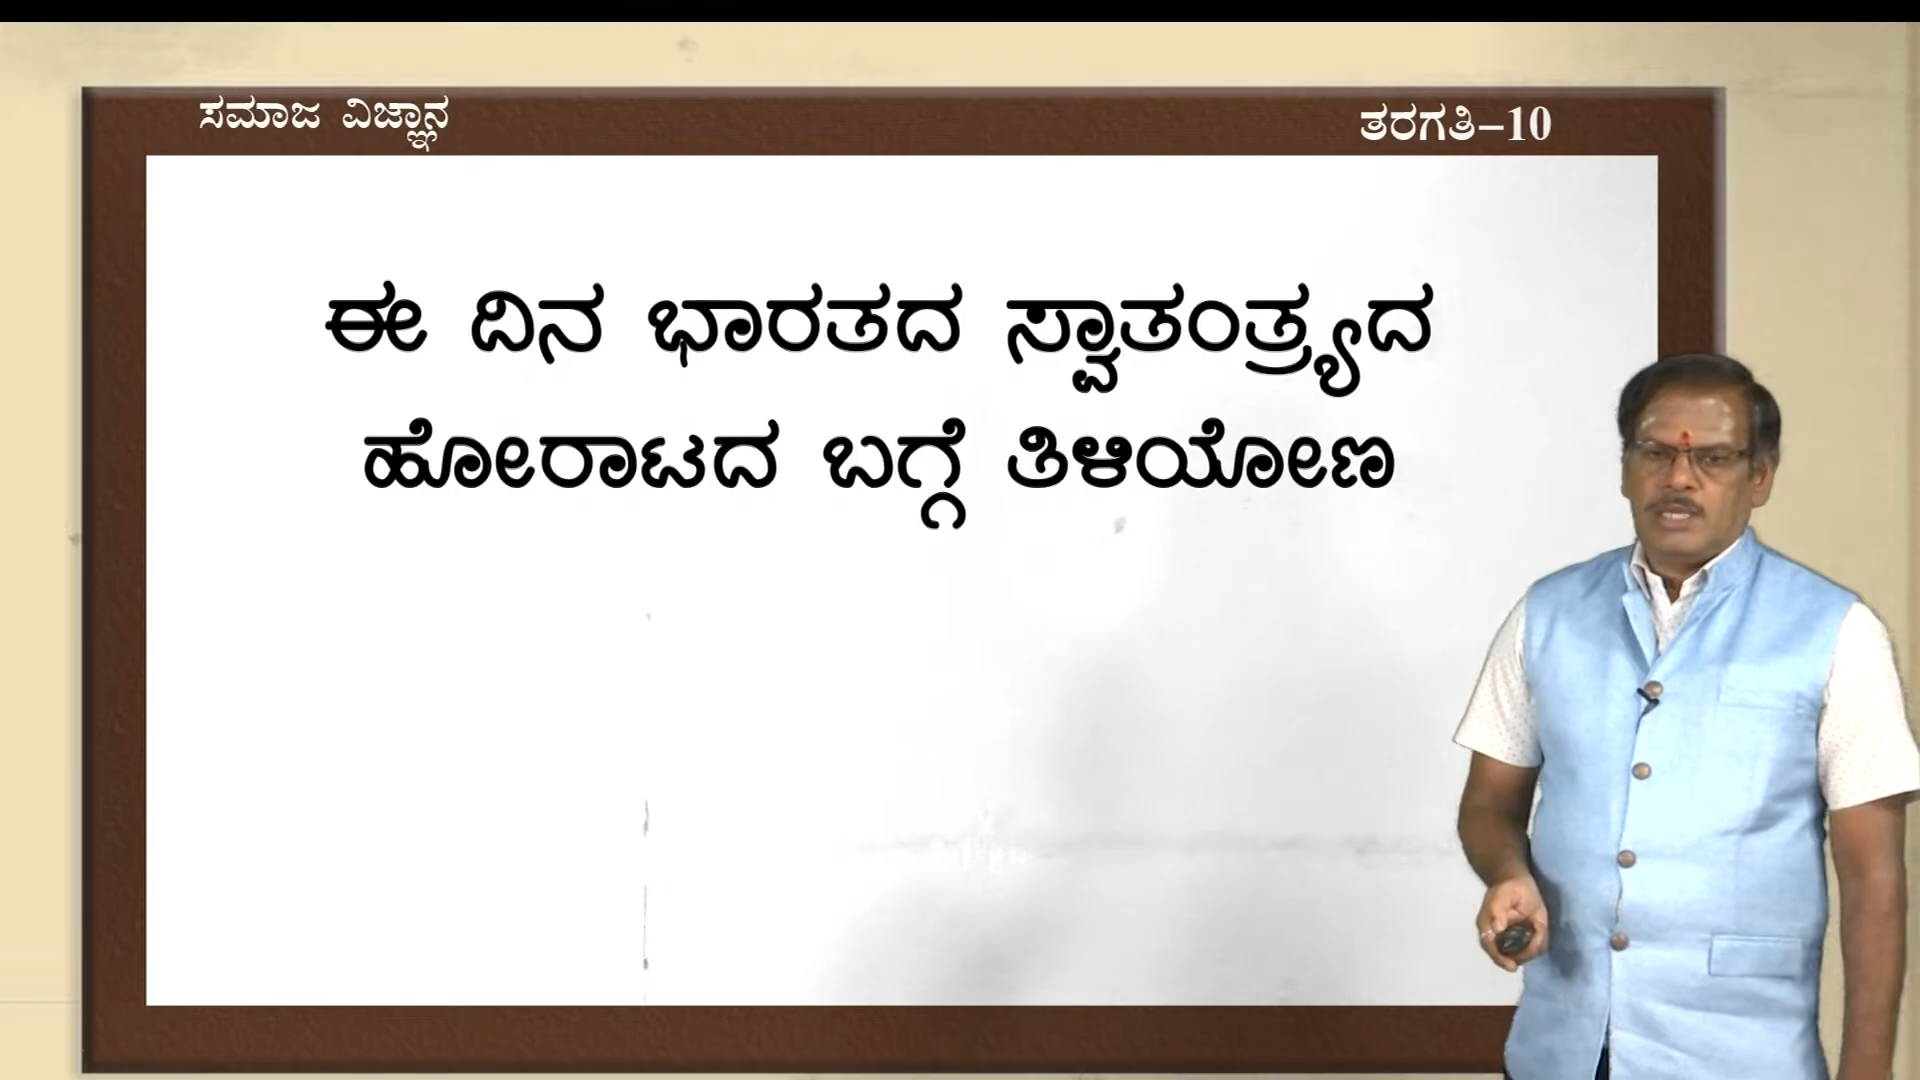 ಸಮಾಜ ವಿಜ್ಞಾನ
ತರಗತಿ–10
ಈ ದಿನ ಭಾರತದ ಸ್ವಾತಂತ್ರ್ಯದ
ಹೋರಾಟದ ಬಗ್ಗೆ ತಿಳಿಯೋಣ